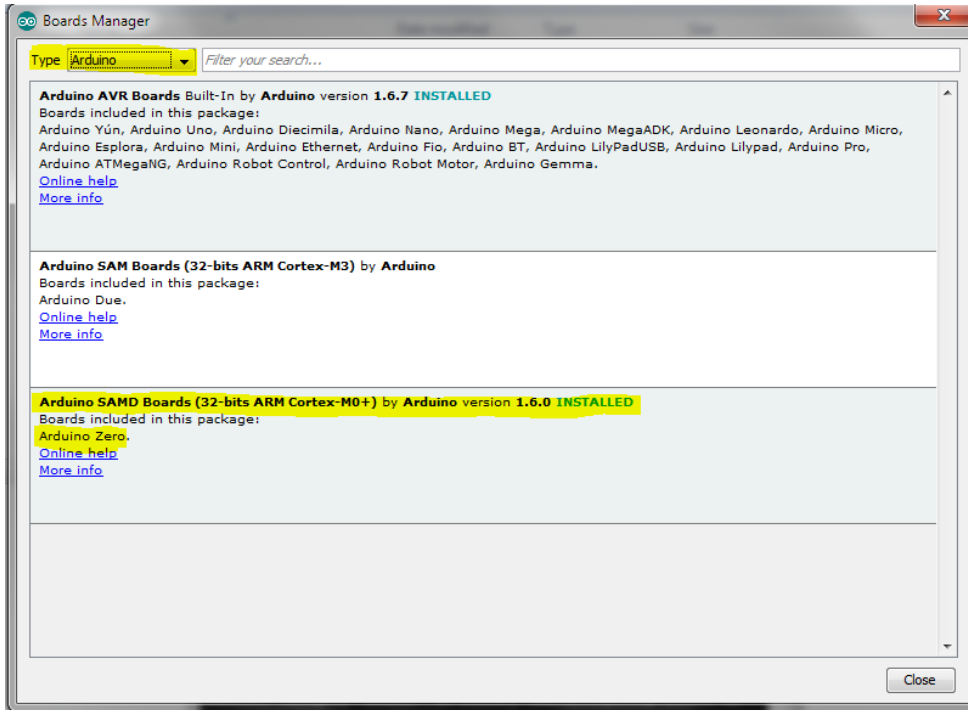 Boards Manager
Type Arduino Filter your search...
Arduino AVR Boards Built-In by Arduino version 1.6.7 INSTALLED
Boards included in this package:
Arduino Yún, Arduino Uno, Arduino Diecimila, Arduino Nano, Arduino Mega, Arduino MegaADK, Arduino Leonardo, Arduino Micro,
Arduino Esplora, Arduino Mini, Arduino Ethernet, Arduino Fio, Arduino BT, Arduino LilyPadUSB, Arduino Lilypad, Arduino Pro,
Arduino ATMegaNG, Arduino Robot Control, Arduino Robot Motor, Arduino Gemma.
Online help
More info
Arduino SAM Boards (32-bits ARM Cortex-M3) by Arduino
Boards included in this package:
Arduino Due.
Online help
More info
Arduino SAMD Boards (32-bits ARM Cortex-M0+) by Arduino version 1.6.0 INSTALLED
Boards included in this package:
Arduino Zero.
Online help
More info
Close